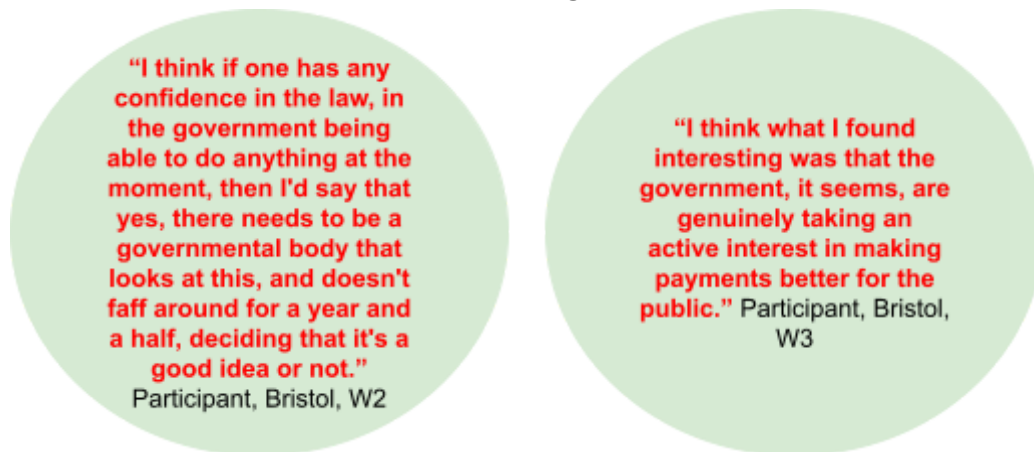 “I think if one has any
confidence in the law, in
the government being
able to do anything at the
moment, then I'd say that
yes, there needs to be a
governmental body that
looks at this, and doesn't
faff around for a year and
a half, deciding that it's a
good idea or not.”
Participant, Bristol, W2
“I think what I found
interesting was that the
government, it seems, are
genuinely taking an
active interest in making
payments better for the
public.” Participant, Bristol,
W3